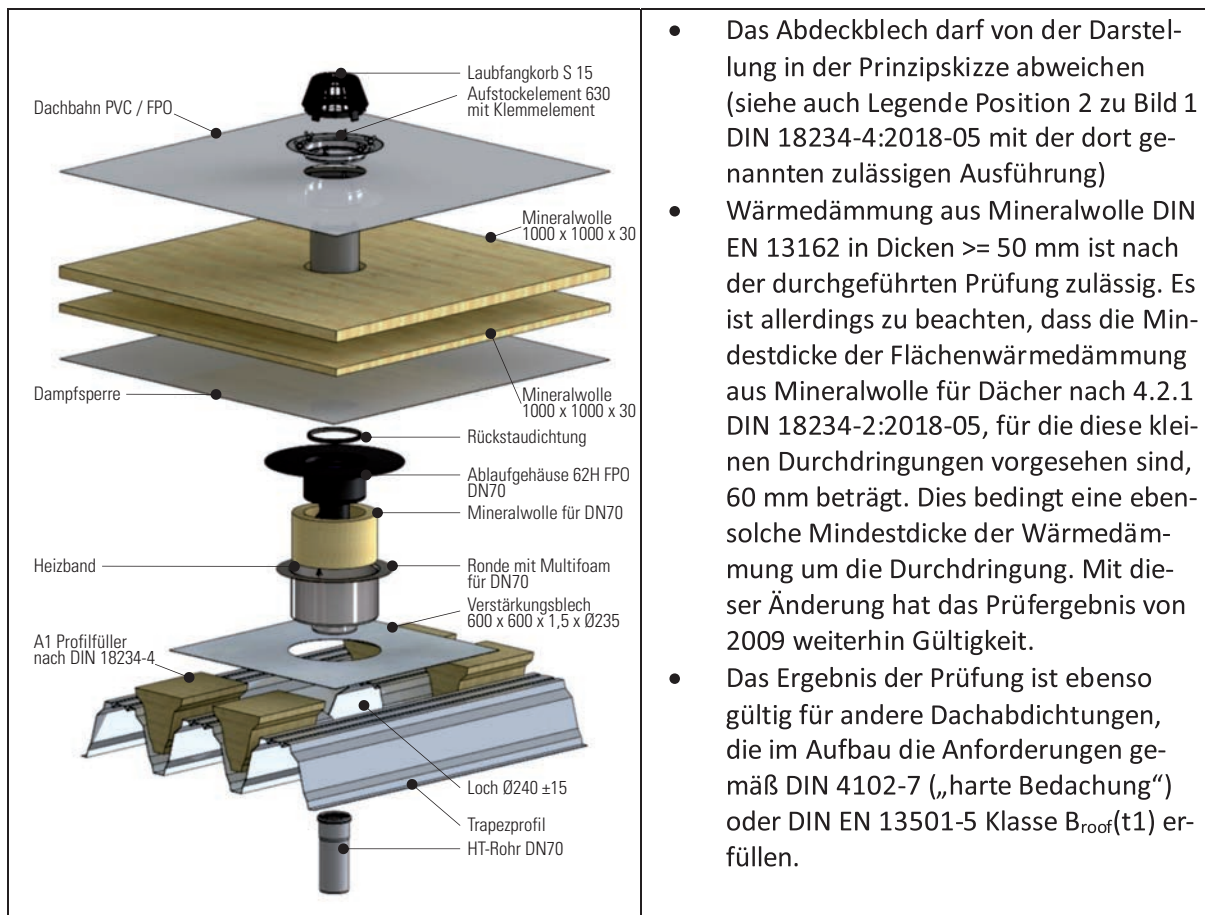 Laubfangkorb S 15
Aufstockelement 630
mit Klemmelement
Dachbahn PVC / FPO
Mineralwolle
1000 x 1000 x 30
Dampfsperre
Mineralwolle
1000 x 1000 x 30
Rückstaudichtung
Ablaufgehäuse 62H FPO
DN70
Mineralwolle für DN70
Heizband
Ronde mit Multifoam
für DN70
Verstärkungsblech
600 x 600 x 1,5 x Ø235
A1 Profilfüller
nach DIN 18234-4
Loch Ø240 ±15
Trapezprofil
HT-Rohr DN70
• Das Abdeckblech darf von der Darstel-
lung in der Prinzipskizze abweichen
(siehe auch Legende Position 2 zu Bild 1
DIN 18234-4:2018-05 mit der dort ge-
nannten zulässigen Ausführung)
• Wärmedämmung aus Mineralwolle DIN
EN 13162 in Dicken >= 50 mm ist nach
der durchgeführten Prüfung zulässig. Es
ist allerdings zu beachten, dass die Min-
destdicke der Flächenwärmedämmung
aus Mineralwolle für Dächer nach 4.2.1
DIN 18234-2:2018-05, für die diese klei-
nen Durchdringungen vorgesehen sind,
60 mm beträgt. Dies bedingt eine eben-
solche Mindestdicke der Wärmedäm-
mung um die Durchdringung. Mit die-
ser Änderung hat das Prüfergebnis von
2009 weiterhin Gültigkeit.
• Das Ergebnis der Prüfung ist ebenso
gültig für andere Dachabdichtungen,
die im Aufbau die Anforderungen ge-
mäß DIN 4102-7 („harte Bedachung“)
oder DIN EN 13501-5 Klasse Broof(t1) er-
füllen.